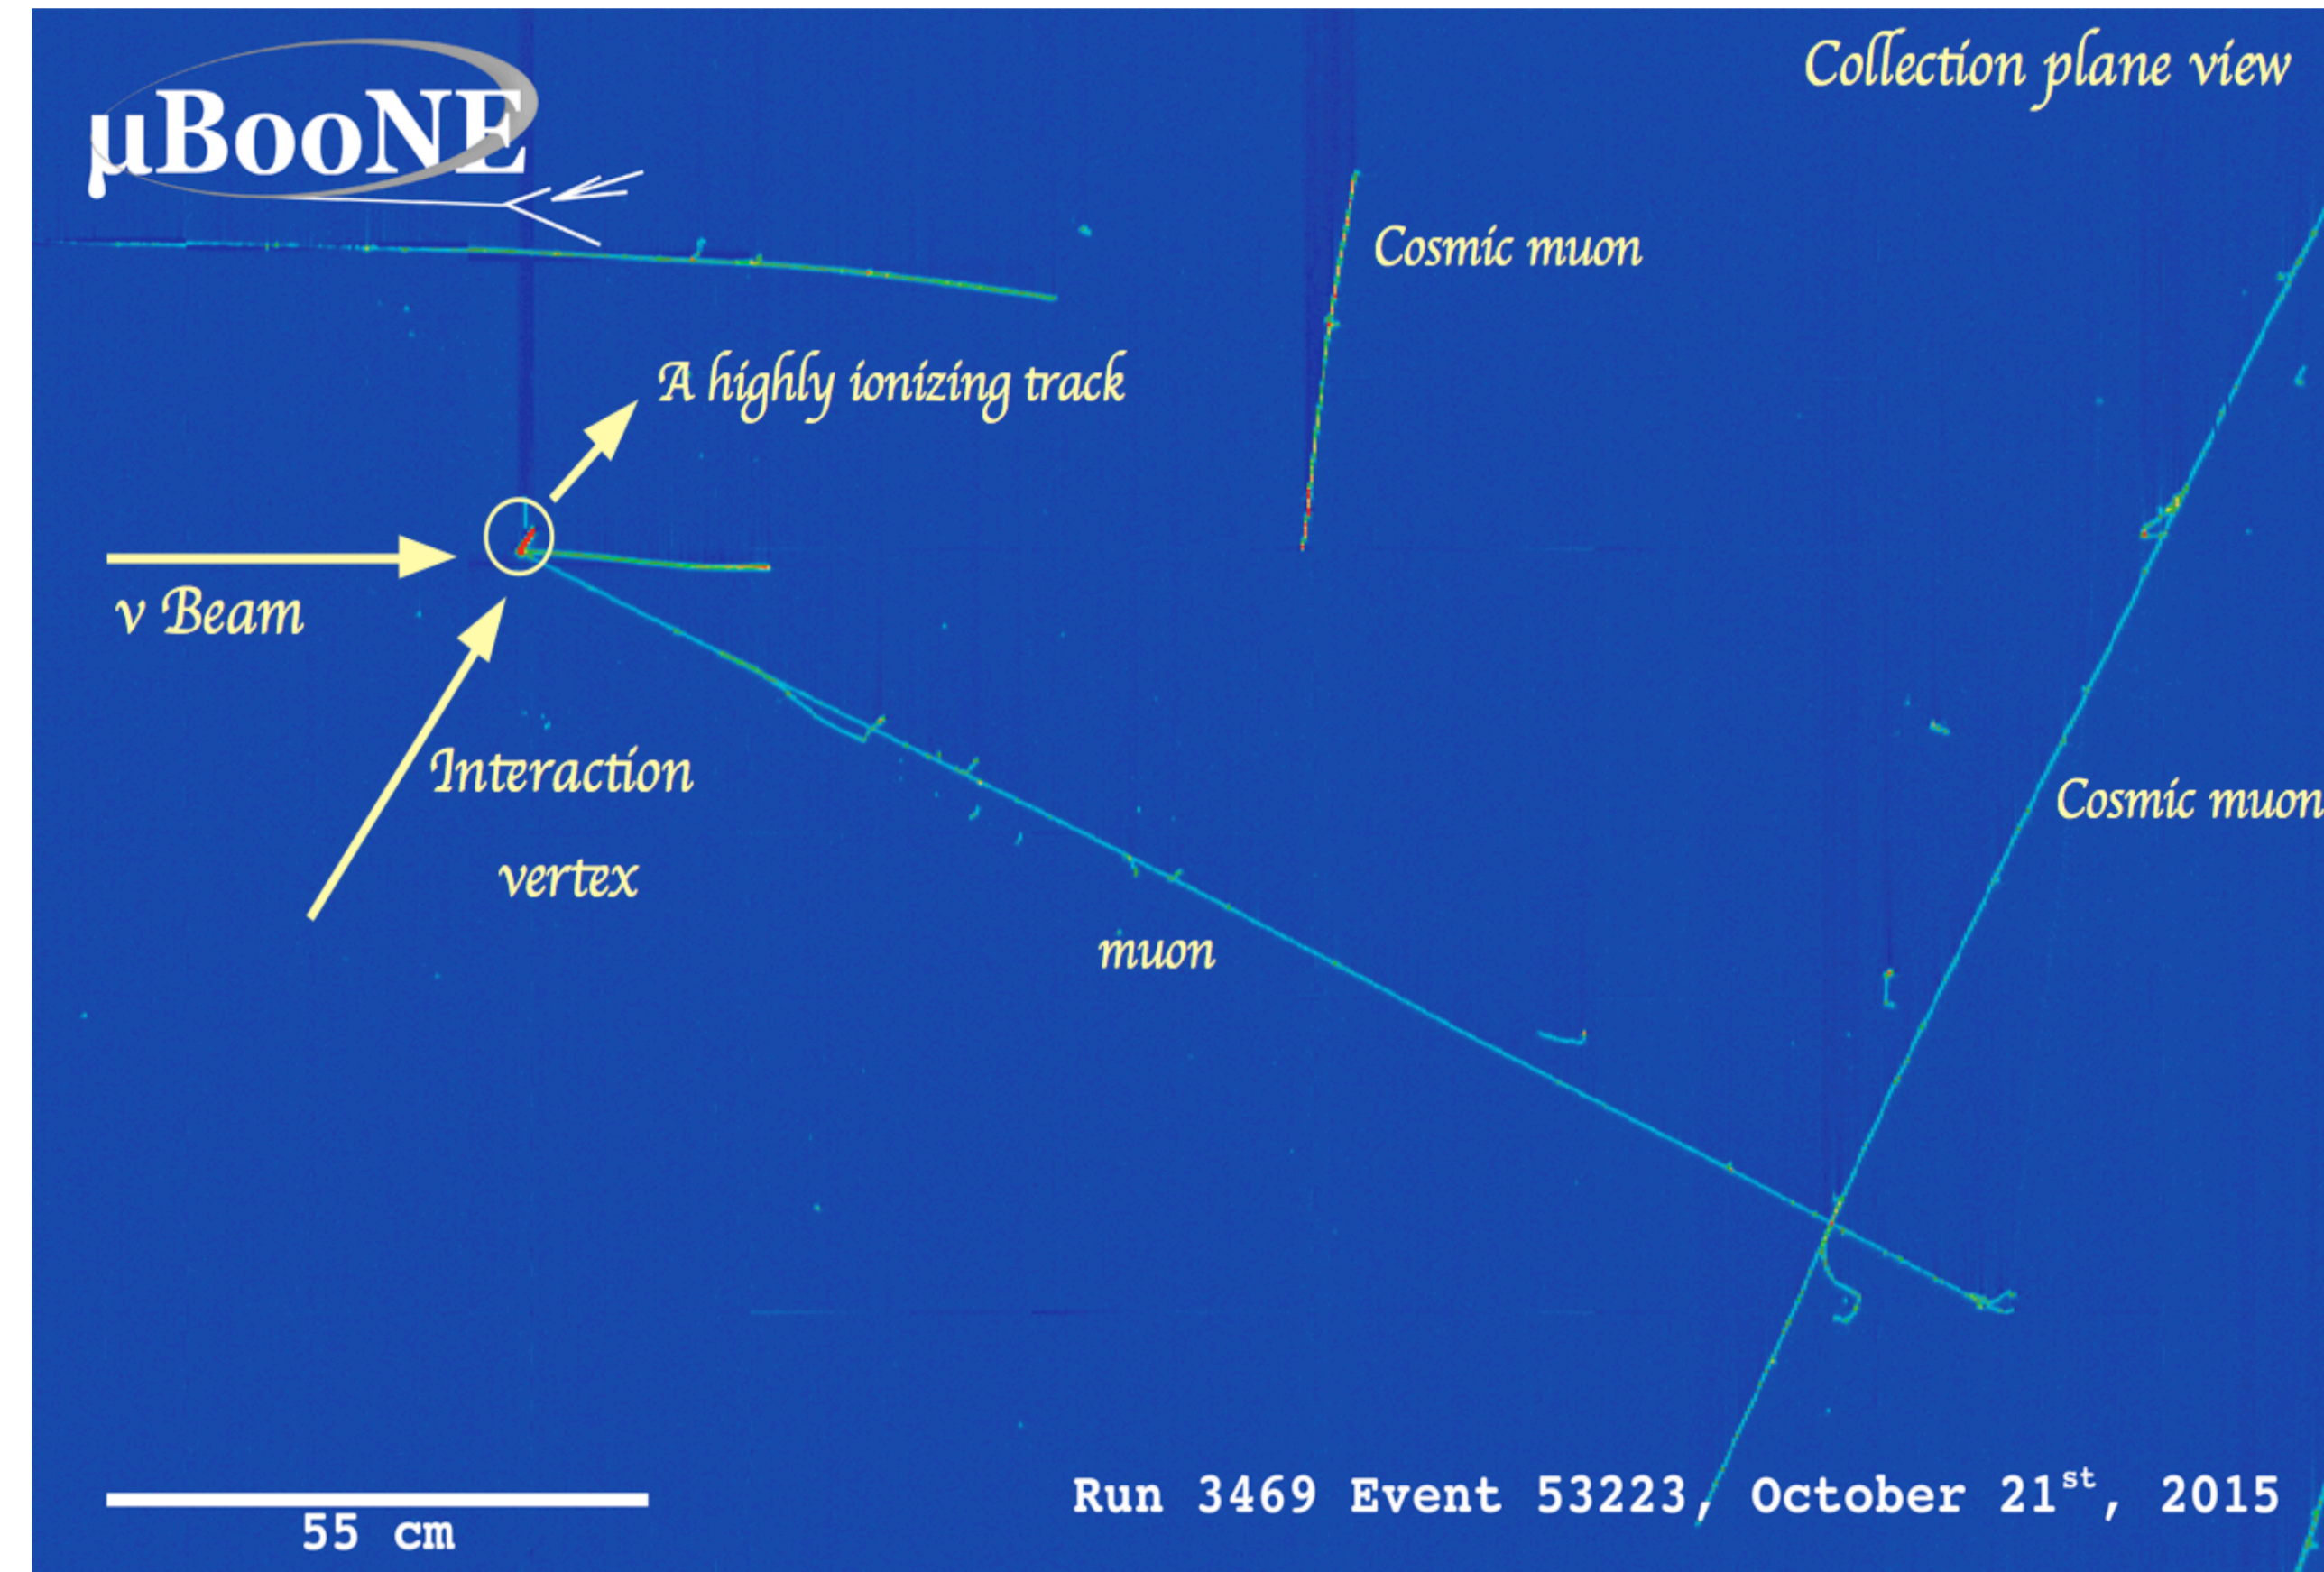 µBooNE
Collection plane view
Cosmic muon
A highly ionizing track
ν Beam
Interaction
vertex
Cosmic muon
muon
Run 3469 Event 53223, October 21st, 2015
55 cm